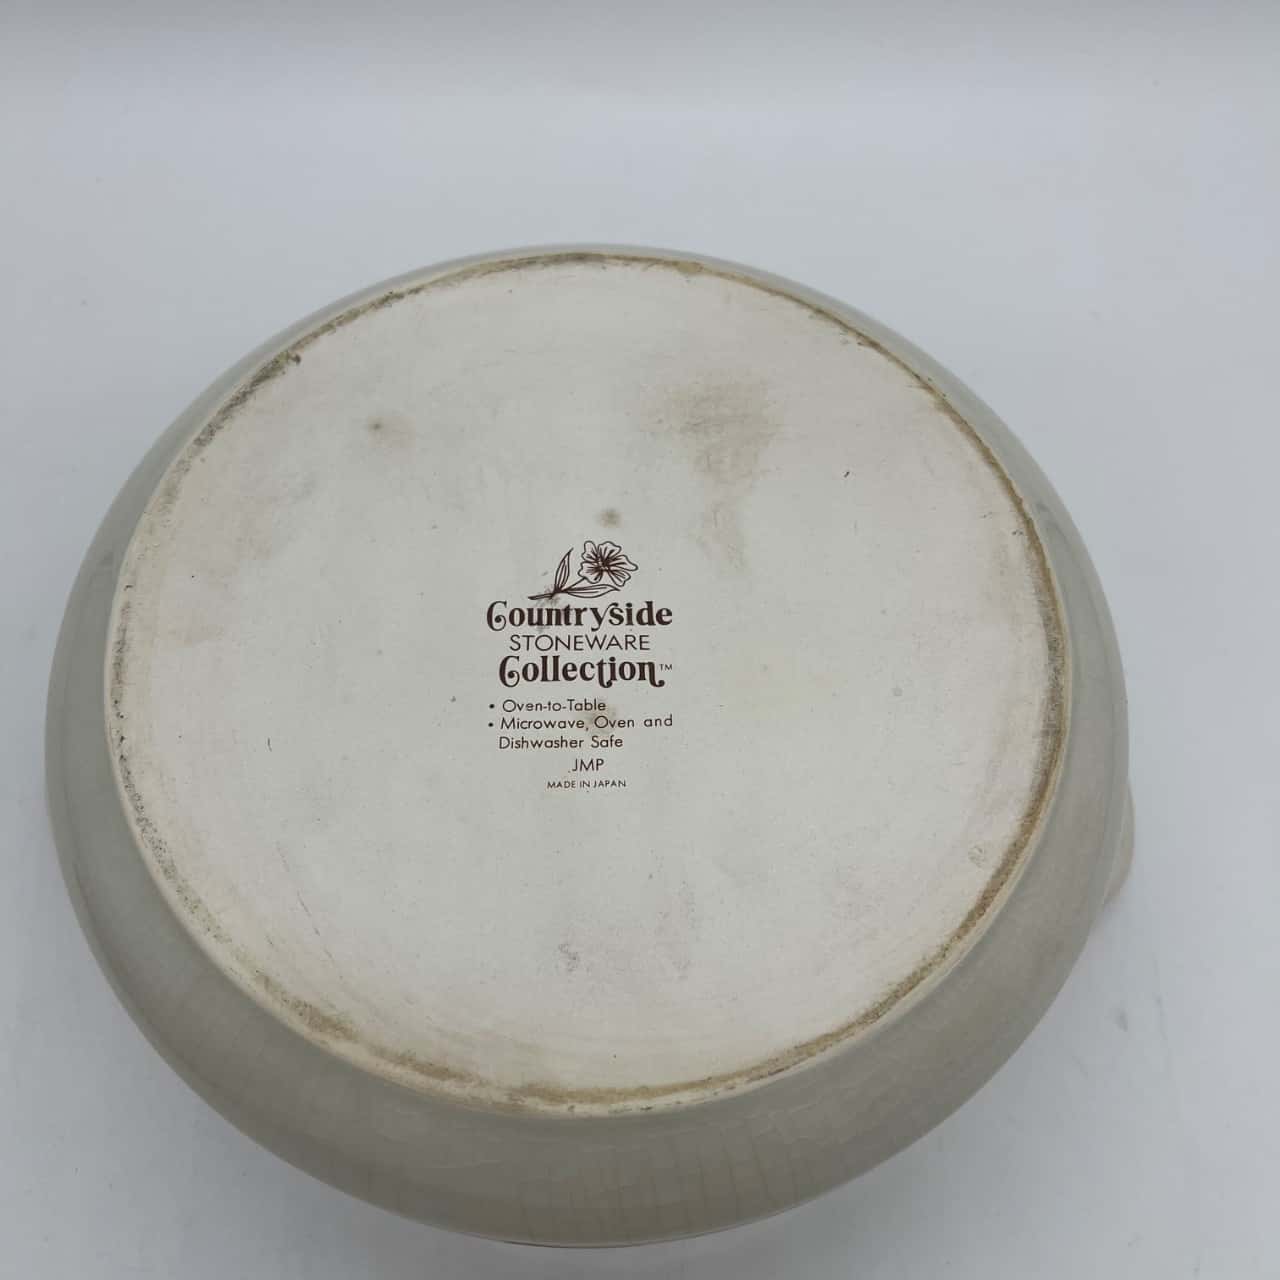 Countryside
STONEWARE
Collection™
• Oven-to-Table
• Microwave, Oven and
Dishwasher Safe
JMP
MADE IN JAPAN